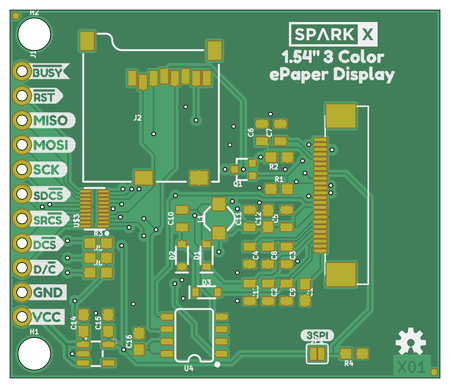 H2
SPARK X
1.54" 3 Color
ePaper Display
J1
BUSY
RST
MISO
MOSI
SCK
SDCS
SRCS
DCS
D/C
GND
VCC
H1
J2
C6
C7
R2
Q1
R1
U3
C10
L1
C12
C5
R3
D2
D1
C4
C8
C3
D3
C2
C9
C14
C15
C16
U4
3SPI
R4
X01